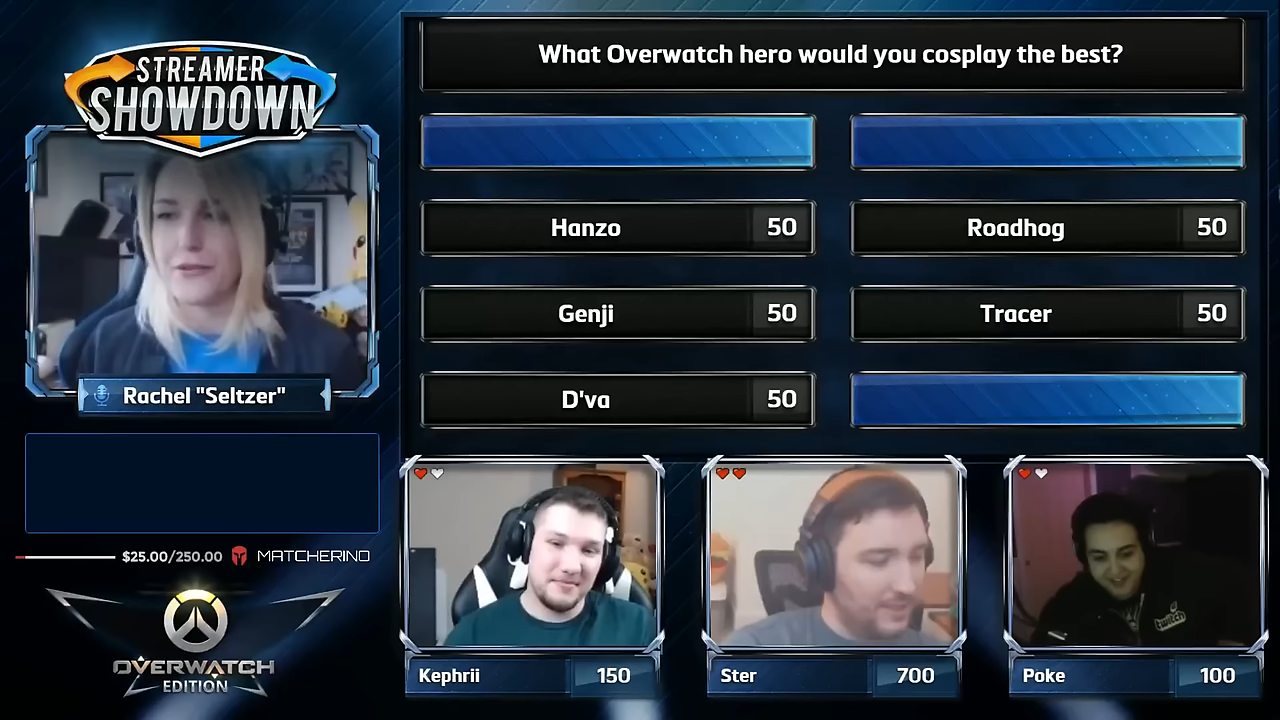 STREAMER
SHOWDOWN
What Overwatch hero would you cosplay the best?
Hanzo 50
Roadhog 50
Genji 50
Tracer 50
D'va 50
Rachel "Seltzer"
$25.00/250.00 MATCHERINO
OVERWATCH
EDITION
twitch
Kephrii 150
Ster 700
Poke 100